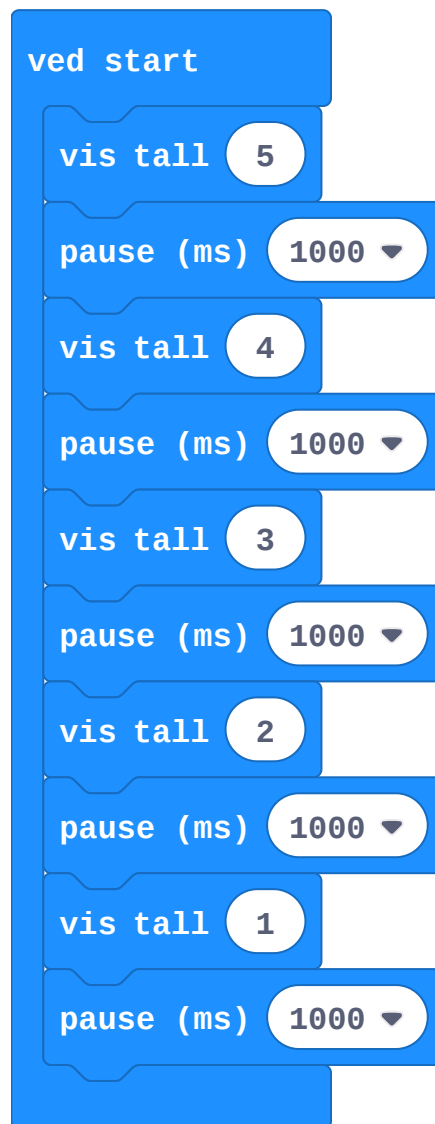 ved start
vis tall 5
pause (ms) 1000
vis tall 4
pause (ms) 1000
vis tall 3
pause (ms) 1000
vis tall 2
pause (ms) 1000
vis tall 1
pause (ms) 1000